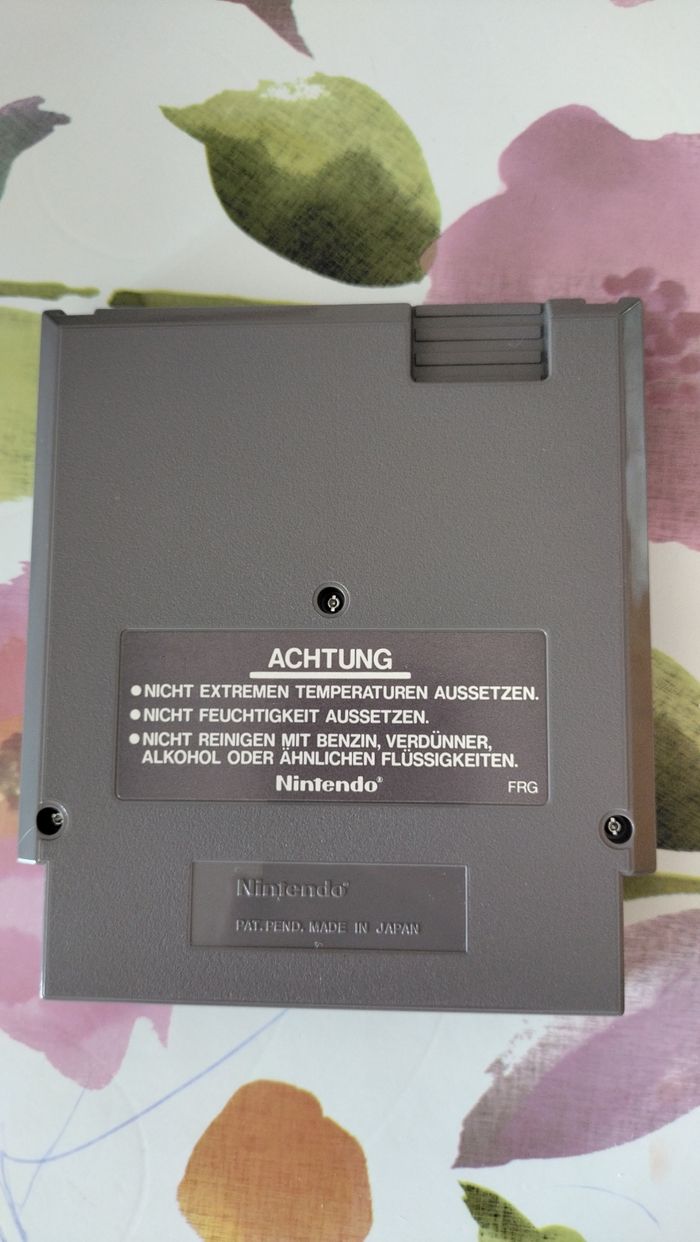 ACHTUNG
●NICHT EXTREMEN TEMPERATUREN AUSSETZEN.
●NICHT FEUCHTIGKEIT AUSSETZEN.
●NICHT REINIGEN MIT BENZIN, VERDÜNNER,
ALKOHOL ODER ÄHNLICHEN FLÜSSIGKEITEN.
Nintendo®
FRG
Nintendo®
PAT.PEND. MADE IN JAPAN